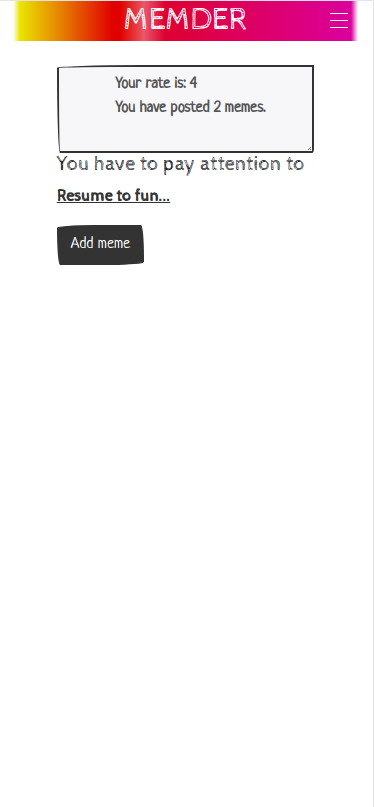 MEMDER
Your rate is: 4
You have posted 2 memes.
You have to pay attention to
Resume to fun...
Add meme